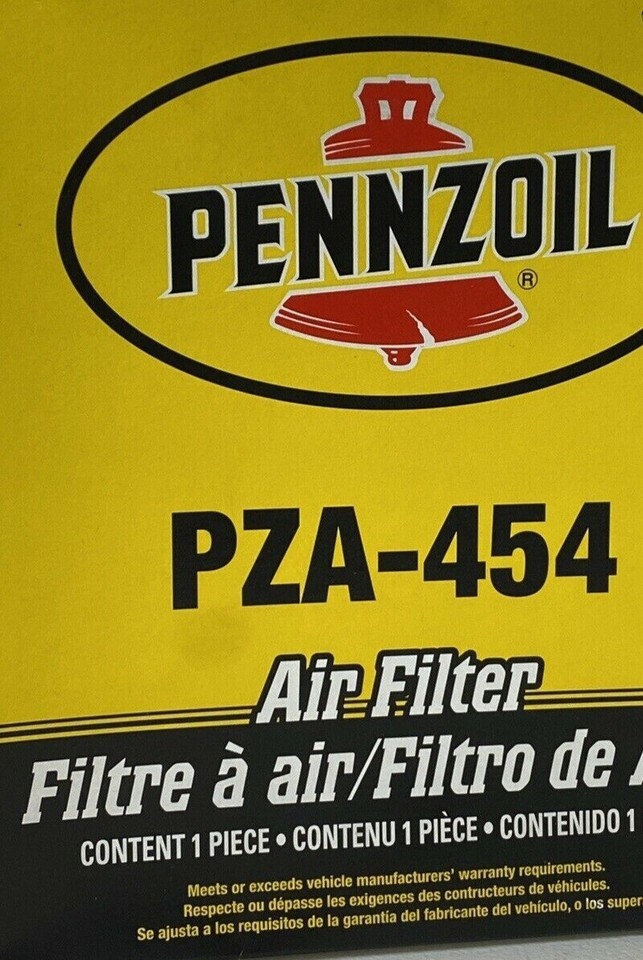 PENNZOIL®
PZA-454
Air Filter
Filtre à air/Filtro de
CONTENT 1 PIECE • CONTENU 1 PIÈCE • CONTENIDO 1
Meets or exceeds vehicle manufacturers' warranty requirements.
Respecte ou dépasse les exigences des contructeurs de véhicules.
Se ajusta a los requisitos de la garantía del fabricante del vehículo, o los